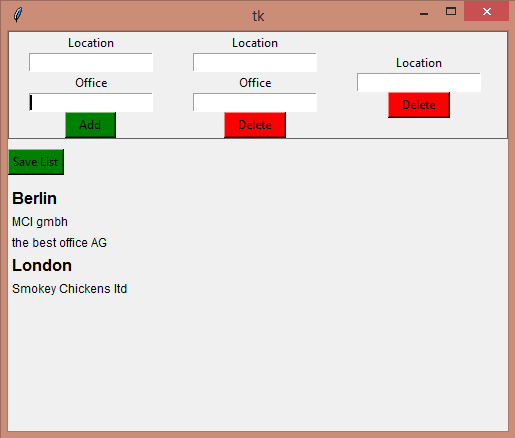 tk
Location
Office
Add
Location
Office
Delete
Location
Delete
Save List
Berlin
MCI gmbh
the best office AG
London
Smokey Chickens ltd